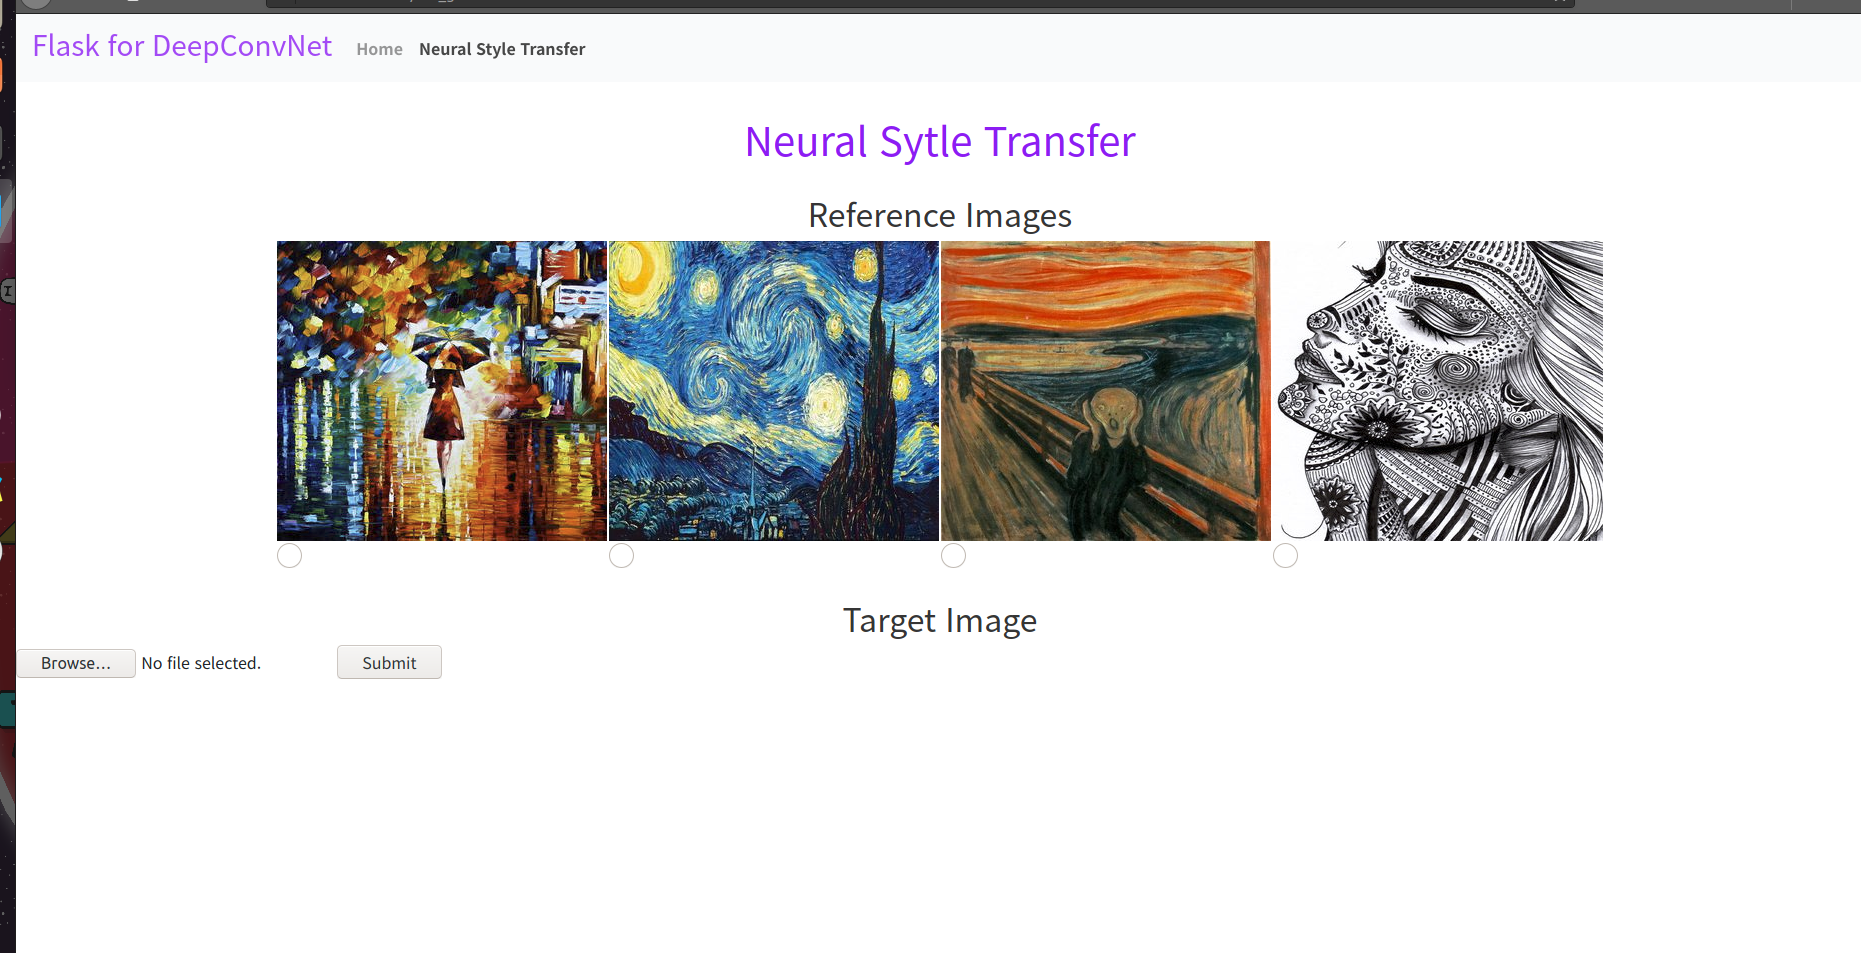 Flask for DeepConvNet Home Neural Style Transfer
Neural Sytle Transfer
Reference Images
Target Image
Browse... No file selected. Submit